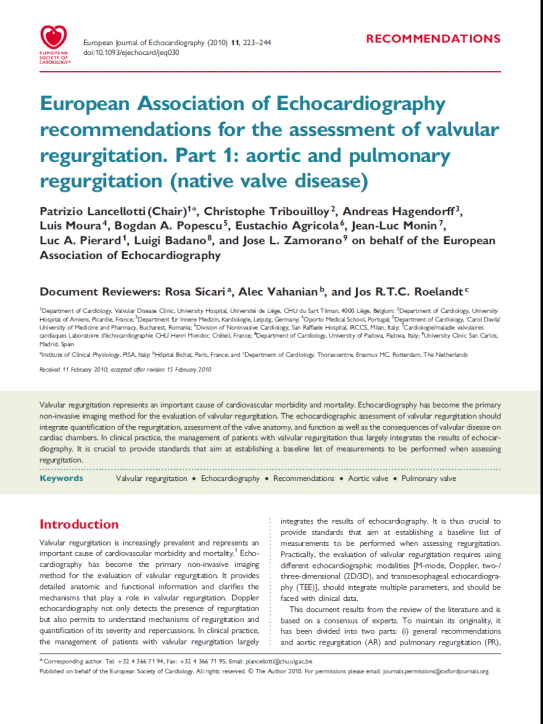 EUROPEAN
SOCIETY OF
CARDIOLOGY®
European Journal of Echocardiography (2010) 11, 223–244
doi:10.1093/ejechocard/jeq030
RECOMMENDATIONS
European Association of Echocardiography
recommendations for the assessment of valvular
regurgitation. Part 1: aortic and pulmonary
regurgitation (native valve disease)
Patrizio Lancellotti (Chair)1*, Christophe Tribouilloy2, Andreas Hagendorff3,
Luis Moura4, Bogdan A. Popescu5, Eustachio Agricola6, Jean-Luc Monin7,
Luc A. Pierard1, Luigi Badano8, and Jose L. Zamorano9 on behalf of the European
Association of Echocardiography
Document Reviewers: Rosa Sicari a, Alec Vahanian b, and Jos R.T.C. Roelandt c
1Department of Cardiology, Valvular Disease Clinic, University Hospital, Université de Liège, CHU du Sart Tilman, 4000 Liège, Belgium; 2Department of Cardiology, University
Hospital of Amiens, Picardie, France; 3Department für Innere Medizin, Kardiologie, Leipzig, Germany; 4Oporto Medical School, Portugal; 5Department of Cardiology, ‘Carol Davila’
University of Medicine and Pharmacy, Bucharest, Romania; 6Division of Noninvasive Cardiology, San Raffaele Hospital, IRCCS, Milan, Italy; 7Cardiologie/maladie valvulaires
cardiaques Laboratoire d’échocardiographie CHU Henri Mondor, Créteil, France; 8Department of Cardiology, University of Padova, Padova, Italy; 9University Clinic San Carlos,
Madrid, Spain
aInstitute of Clinical Physiology, PISA, Italy; bHôpital Bichat, Paris, France; and cDepartment of Cardiology, Thoraxcentre, Erasmus MC, Rotterdam, The Netherlands
Received 11 February 2010; accepted after revision 15 February 2010
Valvular regurgitation represents an important cause of cardiovascular morbidity and mortality. Echocardiography has become the primary
non-invasive imaging method for the evaluation of valvular regurgitation. The echocardiographic assessment of valvular regurgitation should
integrate quantification of the regurgitation, assessment of the valve anatomy, and function as well as the consequences of valvular disease on
cardiac chambers. In clinical practice, the management of patients with valvular regurgitation thus largely integrates the results of echocar-
diography. It is crucial to provide standards that aim at establishing a baseline list of measurements to be performed when assessing
regurgitation.
Keywords Valvular regurgitation • Echocardiography • Recommendations • Aortic valve • Pulmonary valve
Introduction
Valvular regurgitation is increasingly prevalent and represents an
important cause of cardiovascular morbidity and mortality.1 Echo-
cardiography has become the primary non-invasive imaging
method for the evaluation of valvular regurgitation. It provides
detailed anatomic and functional information and clarifies the
mechanisms that play a role in valvular regurgitation. Doppler
echocardiography not only detects the presence of regurgitation
but also permits to understand mechanisms of regurgitation and
quantification of its severity and repercussions. In clinical practice,
the management of patients with valvular regurgitation largely
integrates the results of echocardiography. It is thus crucial to
provide standards that aim at establishing a baseline list of
measurements to be performed when assessing regurgitation.
Practically, the evaluation of valvular regurgitation requires using
different echocardiographic modalities [M-mode, Doppler, two-/
three-dimensional (2D/3D), and transoesophageal echocardiogra-
phy (TEE)], should integrate multiple parameters, and should be
faced with clinical data.
This document results from the review of the literature and is
based on a consensus of experts. To maintain its originality, it
has been divided into two parts: (i) general recommendations
and aortic regurgitation (AR) and pulmonary regurgitation (PR),
* Corresponding author. Tel: +32 4 366 71 94, Fax: +32 4 366 71 95, Email: plancellotti@chu.ulg.ac.be
Published on behalf of the European Society of Cardiology. All rights reserved. © The Author 2010. For permissions please email: journals.permissions@oxfordjournals.org.